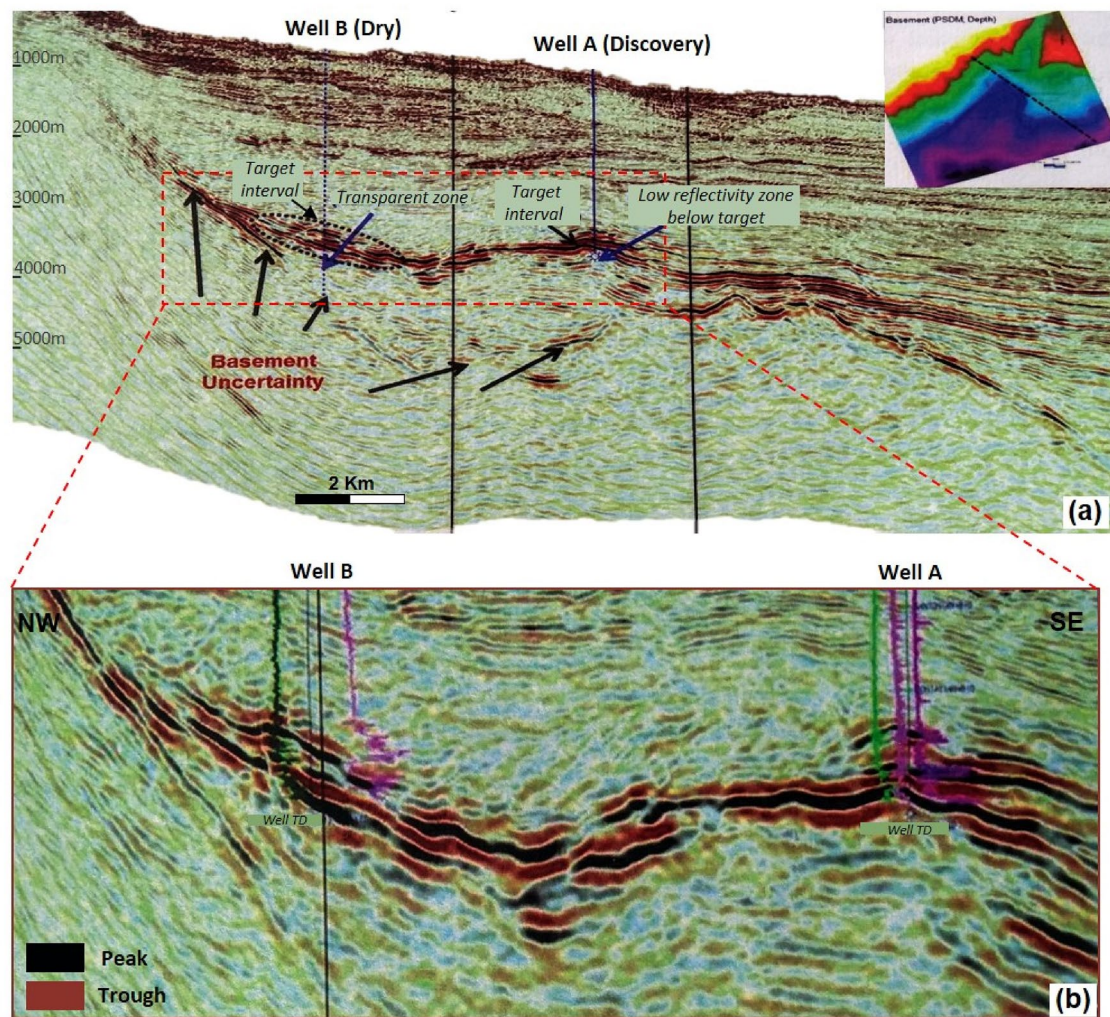 Basement (PSDM, Depth)
Well B (Dry)
Well A (Discovery)
1000m
2000m
3000m
4000m
5000m
Target
interval
Transparent zone
Target
interval
Low reflectivity zone
below target
Basement
Uncertainty
2 Km
(a)
Well B
Well A
NW
SE
Well TD
Well TD
Peak
Trough
(b)